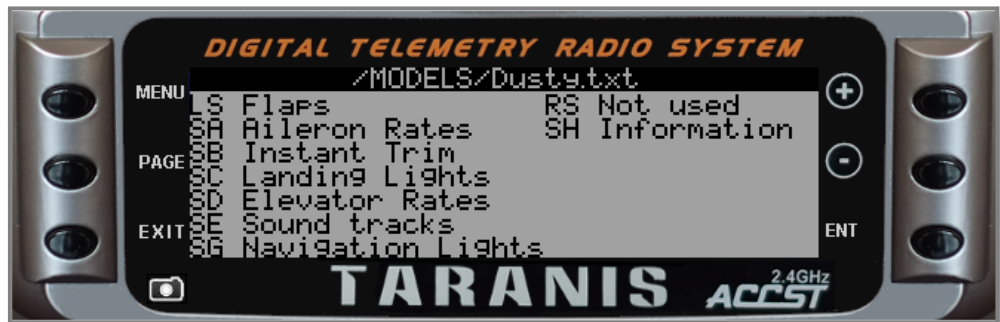 DIGITAL TELEMETRY RADIO SYSTEM
/MODELS/Dusty.txt
MENU
LS Flaps RS Not used
SA Aileron Rates SH Information
SB Instant Trim
PAGE
SC Landing Lights
SD Elevator Rates
SE Sound tracks
EXIT
ENT
SG Navigation Lights
TARANIS
2.4GHz
ACCST
+
-